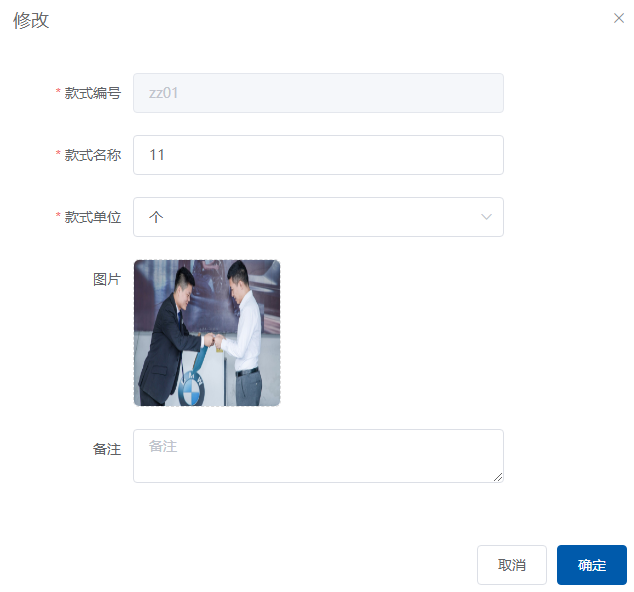 修改
* 款式编号 zz01
* 款式名称 11
* 款式单位 个
图片
备注 备注
取消 确定